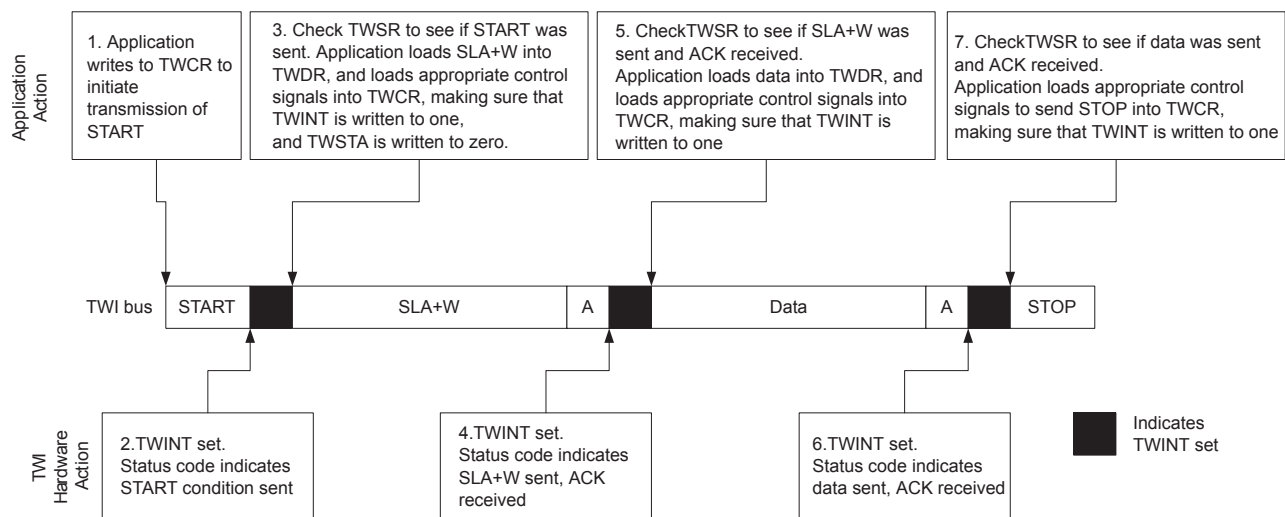 Application
Action
1. Application
writes to TWCR to
initiate
transmission of
START
3. Check TWSR to see if START was
sent. Application loads SLA+W into
TWDR, and loads appropriate control
signals into TWCR, making sure that
TWINT is written to one,
and TWSTA is written to zero.
5. CheckTWSR to see if SLA+W was
sent and ACK received.
Application loads data into TWDR, and
loads appropriate control signals into
TWCR, making sure that TWINT is
written to one
7. CheckTWSR to see if data was sent
and ACK received.
Application loads appropriate control
signals to send STOP into TWCR,
making sure that TWINT is written to one
TWI bus
START
SLA+W
A
Data
A
STOP
TWI
Hardware
Action
2.TWINT set.
Status code indicates
START condition sent
4.TWINT set.
Status code indicates
SLA+W sent, ACK
received
6.TWINT set.
Status code indicates
data sent, ACK received
Indicates
TWINT set